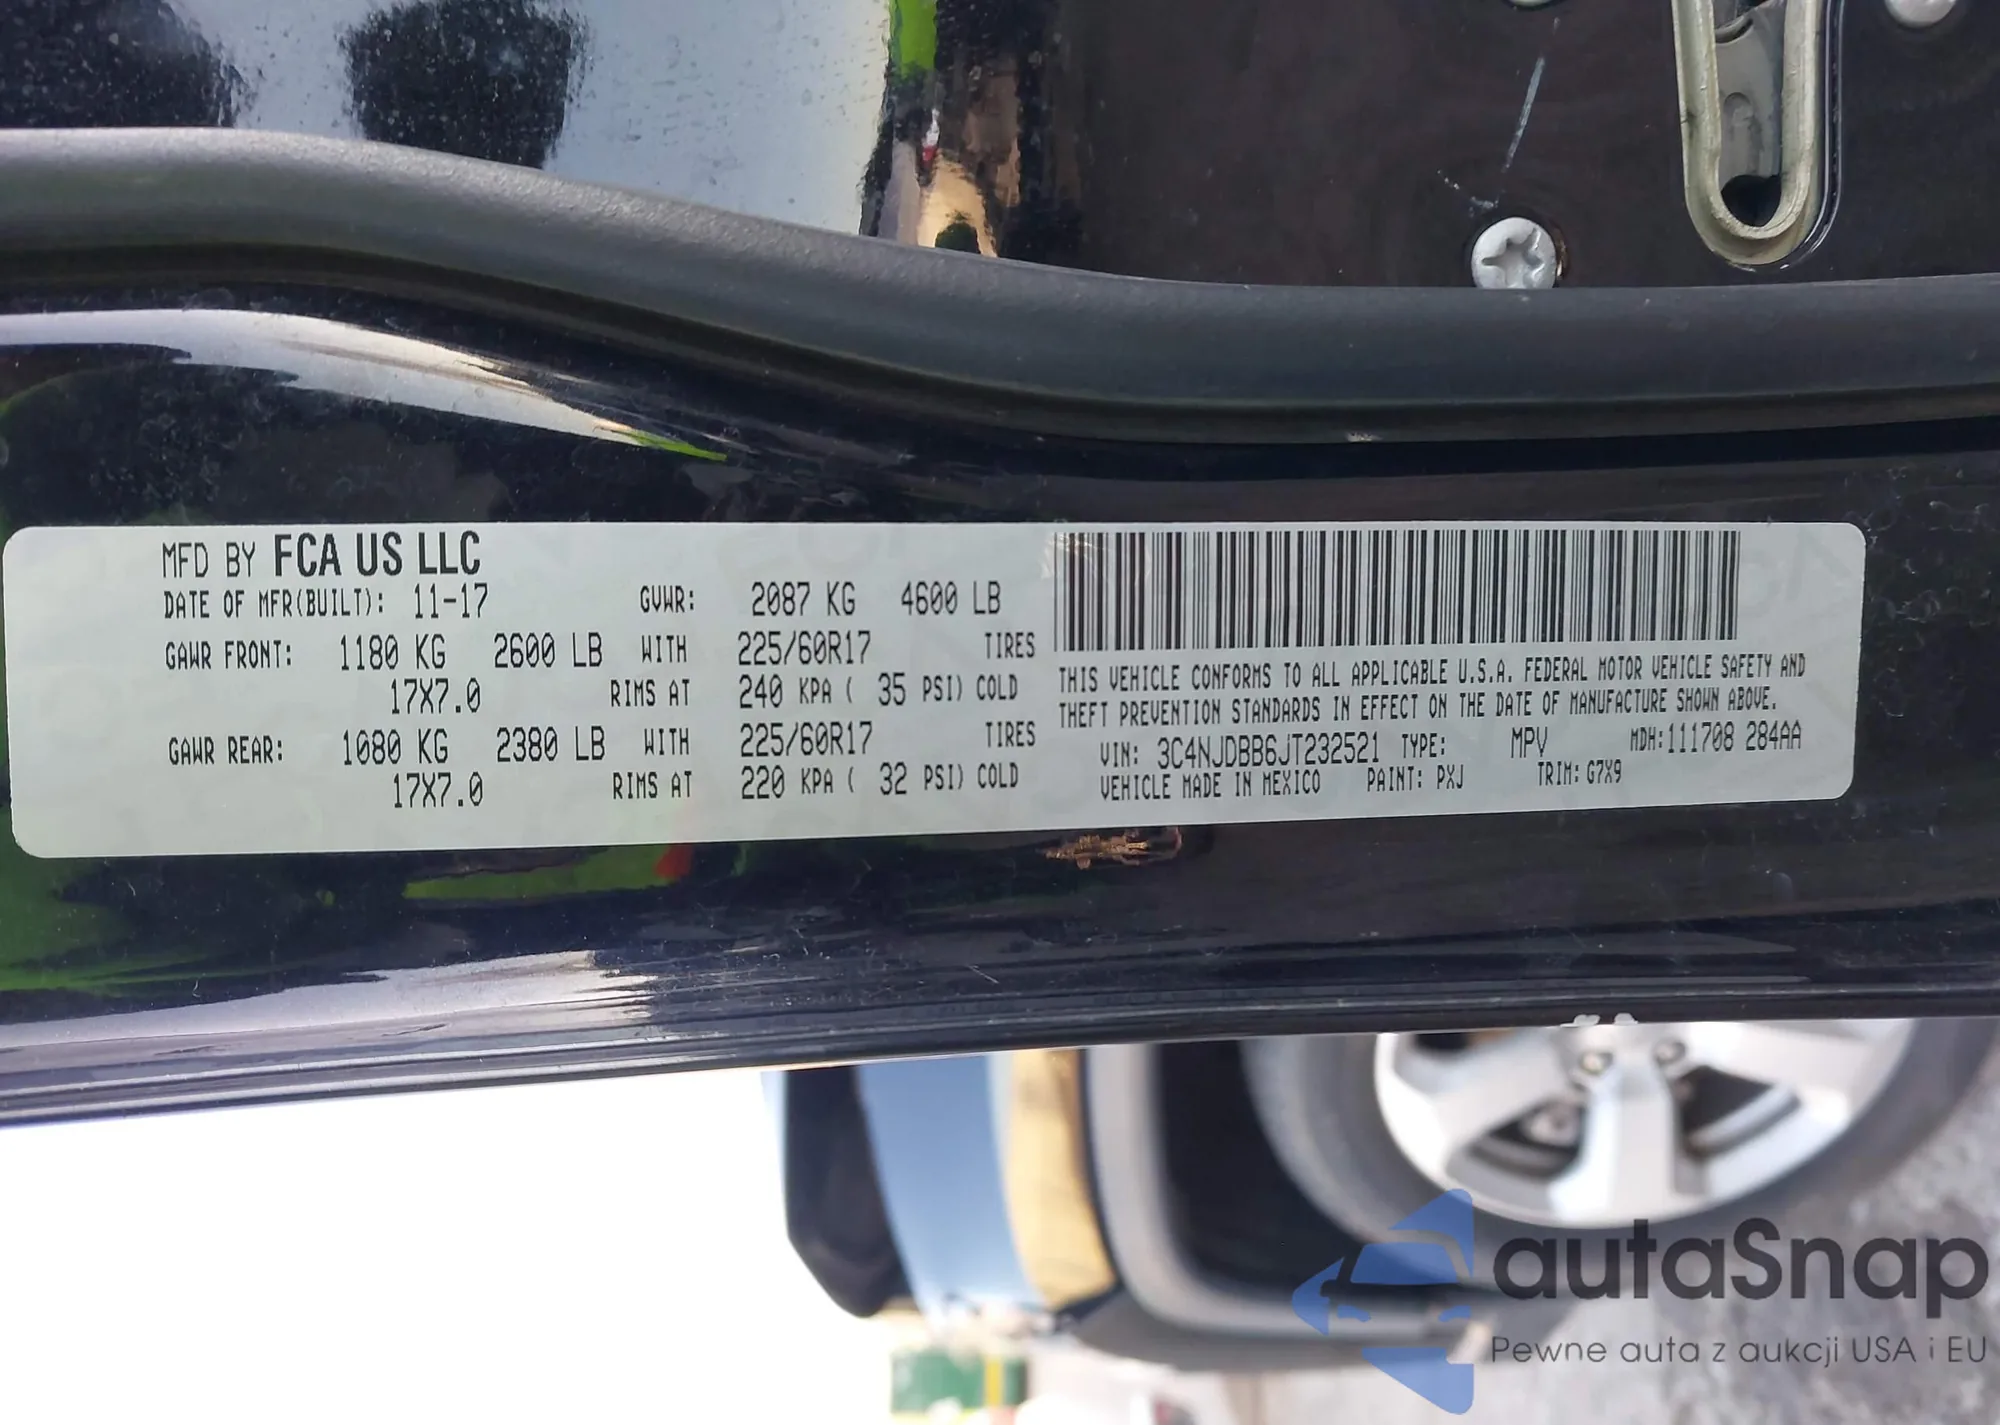 MFD BY FCA US LLC
DATE OF MFR(BUILT): 11-17 GVWR: 2087 KG 4600 LB
GAWR FRONT: 1180 KG 2600 LB WITH 225/60R17 TIRES
17X7.0 RIMS AT 240 KPA ( 35 PSI) COLD
GAWR REAR: 1080 KG 2380 LB WITH 225/60R17 TIRES
17X7.0 RIMS AT 220 KPA ( 32 PSI) COLD
THIS VEHICLE CONFORMS TO ALL APPLICABLE U.S.A. FEDERAL MOTOR VEHICLE SAFETY AND
THEFT PREVENTION STANDARDS IN EFFECT ON THE DATE OF MANUFACTURE SHOWN ABOVE.
VIN: 3C4NJDBB6JT232521 TYPE: MPV MDH:111708 284AA
VEHICLE MADE IN MEXICO PAINT: PXJ TRIM:G7X9
autaSnap
Pewne auta z aukcji USA i EU